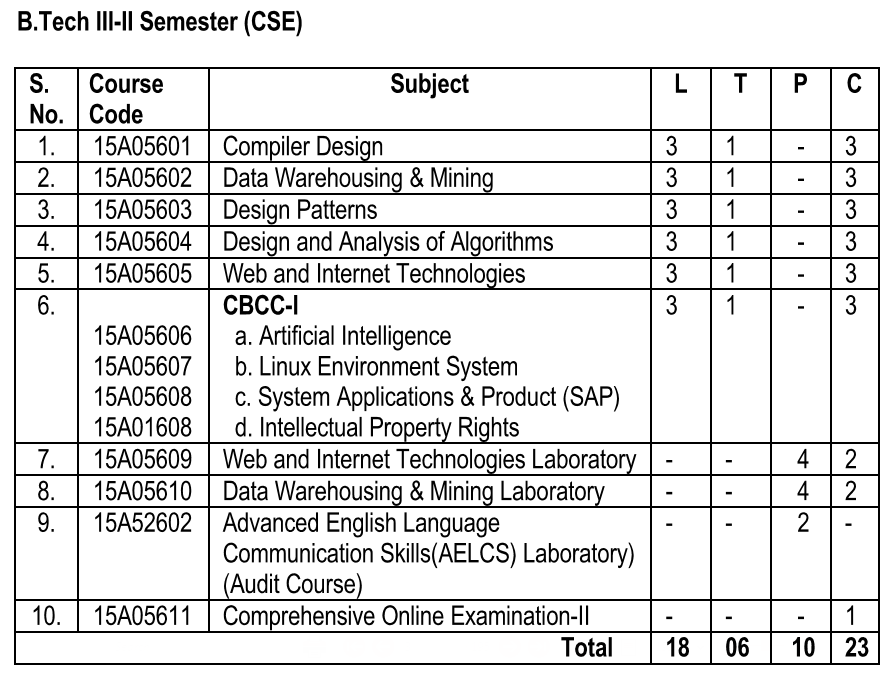 B.Tech III-II Semester (CSE)
S. No. Course Code Subject L T P C
1. 15A05601 Compiler Design 3 1 - 3
2. 15A05602 Data Warehousing & Mining 3 1 - 3
3. 15A05603 Design Patterns 3 1 - 3
4. 15A05604 Design and Analysis of Algorithms 3 1 - 3
5. 15A05605 Web and Internet Technologies 3 1 - 3
6. CBCC-I 3 1 - 3
15A05606 a. Artificial Intelligence
15A05607 b. Linux Environment System
15A05608 c. System Applications & Product (SAP)
15A01608 d. Intellectual Property Rights
7. 15A05609 Web and Internet Technologies Laboratory - - 4 2
8. 15A05610 Data Warehousing & Mining Laboratory - - 4 2
9. 15A52602 Advanced English Language - - 2 -
Communication Skills(AELCS) Laboratory)
(Audit Course)
10. 15A05611 Comprehensive Online Examination-II - - - 1
Total 18 06 10 23